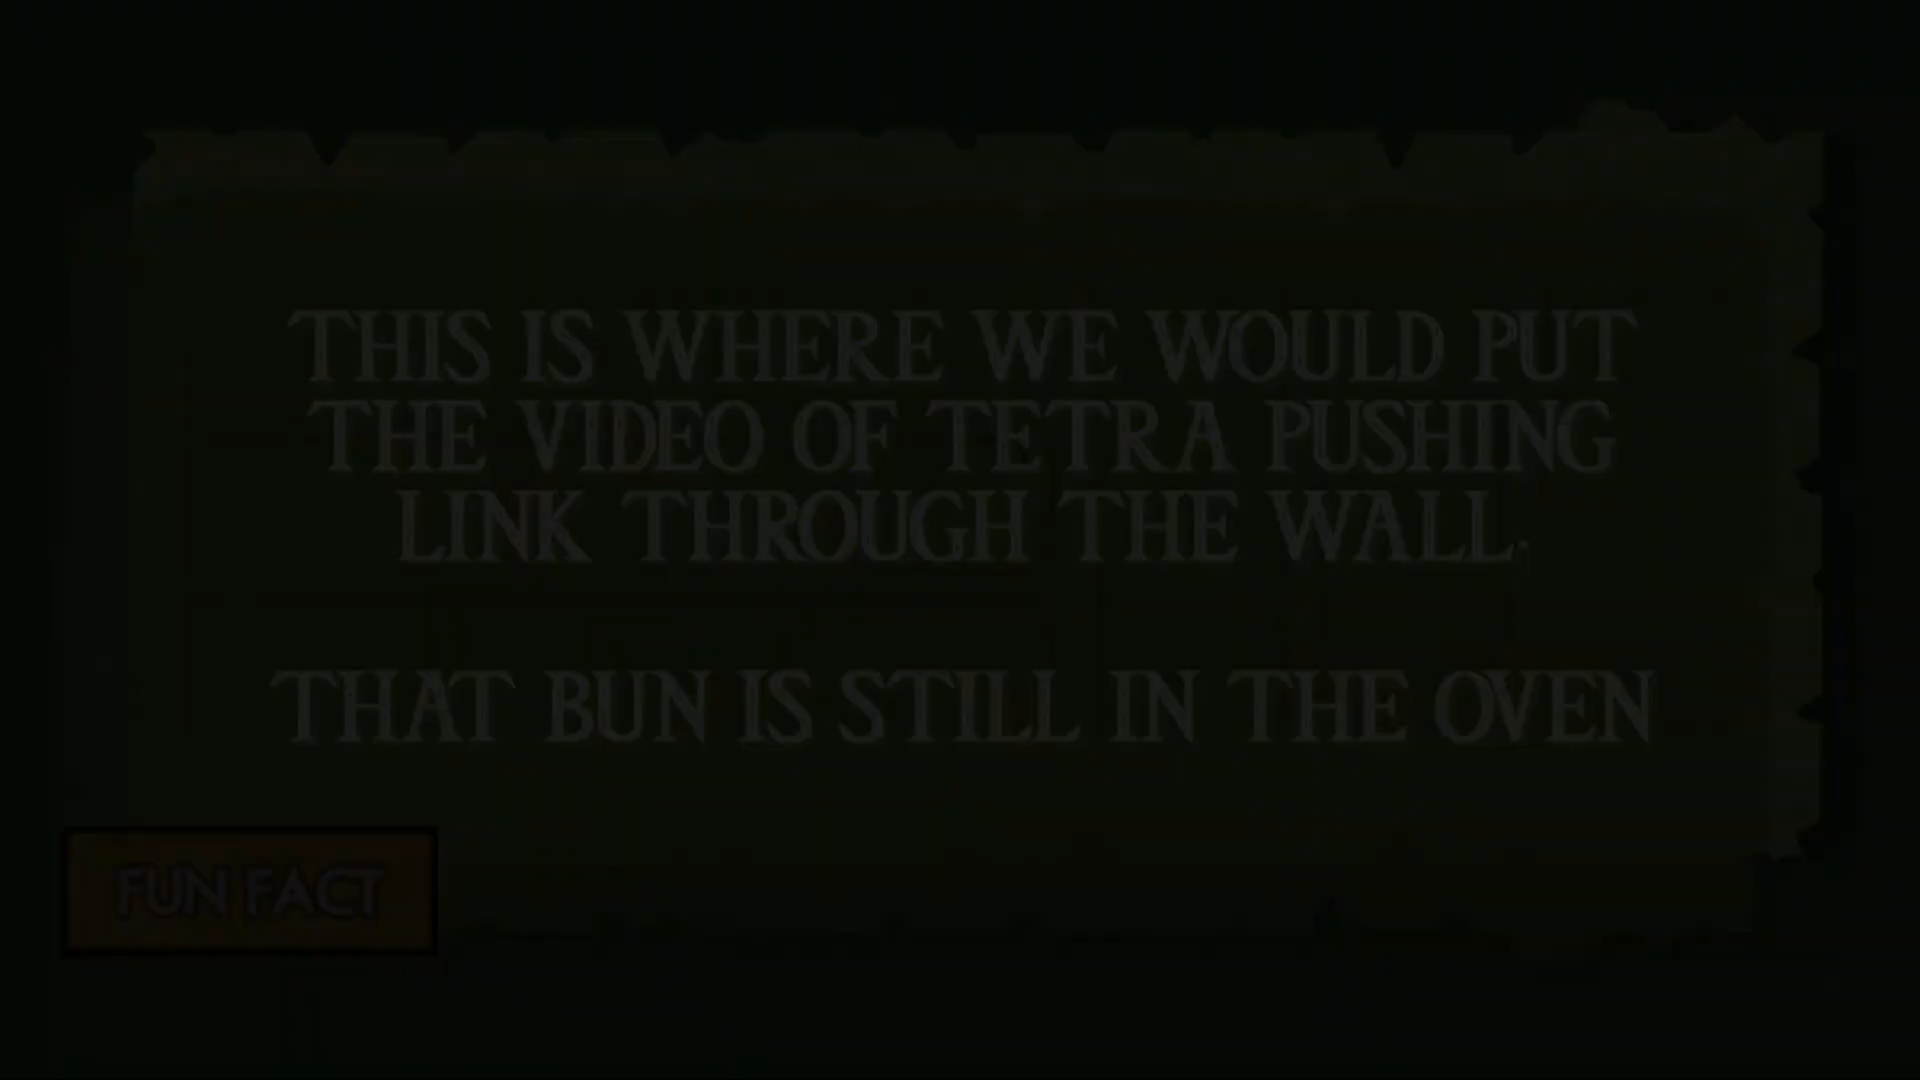 THIS IS WHERE WE WOULD PUT
THE VIDEO OF TETRA PUSHING
LINK THROUGH THE WALL.
THAT BUN IS STILL IN THE OVEN
FUN FACT